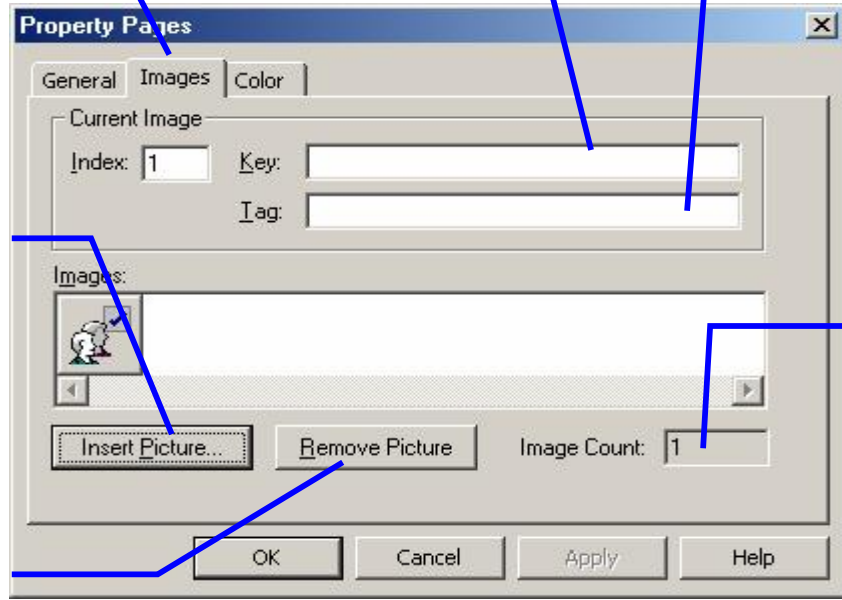 Property Pages
General Images Color
Current Image
Index: 1 Key:
Tag:
Images:
Insert Picture... Remove Picture Image Count: 1
OK Cancel Apply Help